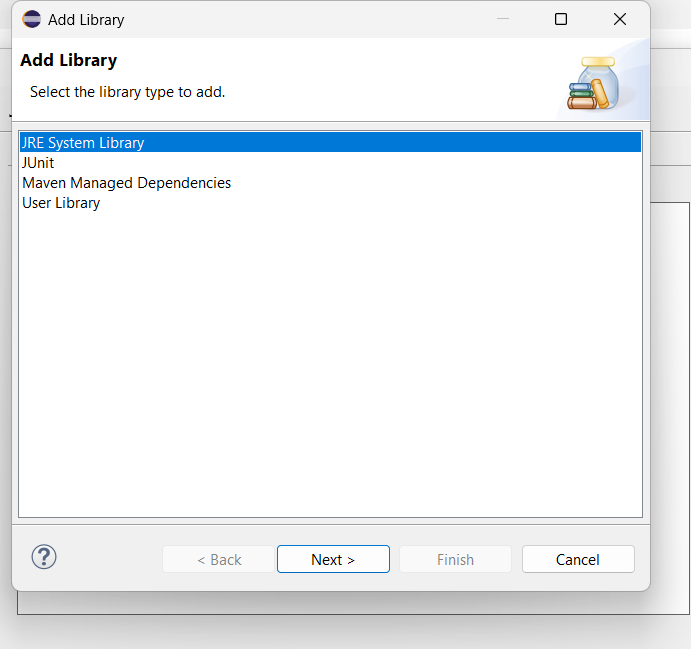 Add Library
Add Library
Select the library type to add.
JRE System Library
JUnit
Maven Managed Dependencies
User Library
?
< Back
Next >
Finish
Cancel